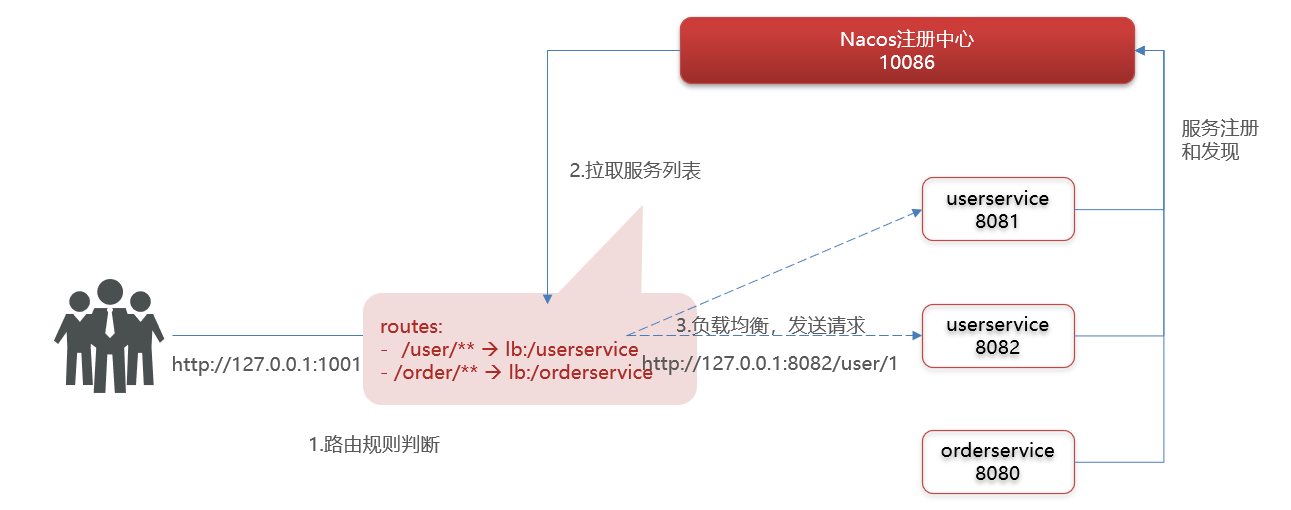 Nacos注册中心
10086
服务注册
和发现
2.拉取服务列表
userservice
8081
routes:
- /user/** → lb:/userservice
- /order/** → lb:/orderservice
3.负载均衡，发送请求
http://127.0.0.1:8082/user/1
userservice
8082
http://127.0.0.1:1001
1.路由规则判断
orderservice
8080